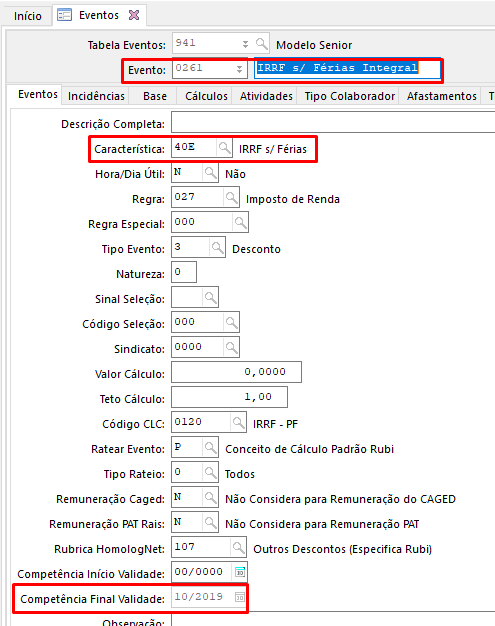 Início Eventos
Tabela Eventos: 941 Modelo Senior
Evento: 0261 IRRF s/ Férias Integral
Eventos Incidências Base Cálculos Atividades Tipo Colaborador Afastamentos T
Descrição Completa:
Característica: 40E IRRF s/ Férias
Hora/Dia Útil: N Não
Regra: 027 Imposto de Renda
Regra Especial: 000
Tipo Evento: 3 Desconto
Natureza: 0
Sinal Seleção:
Código Seleção: 000
Sindicato: 0000
Valor Cálculo: 0,0000
Teto Cálculo: 1,00
Código CLC: 0120 IRRF - PF
Ratear Evento: P Conceito de Cálculo Padrão Rubi
Tipo Rateio: 0 Todos
Remuneração Caged: N Não Considera para Remuneração do CAGED
Remuneração PAT Rais: N Não Considera para Remuneração PAT
Rubrica HomologNet: 107 Outros Descontos (Especifica Rubi)
Competência Início Validade: 00/0000
Competência Final Validade: 10/2019
Observação: